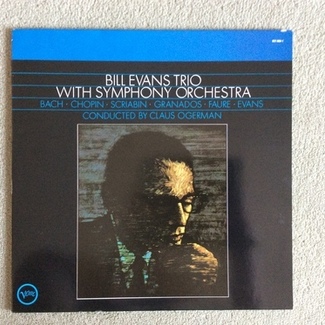 BILL EVANS TRIO
WITH SYMPHONY ORCHESTRA
BACH · CHOPIN · SCRIABIN · GRANADOS · FAURE · EVANS
CONDUCTED BY CLAUS OGERMAN
Verve